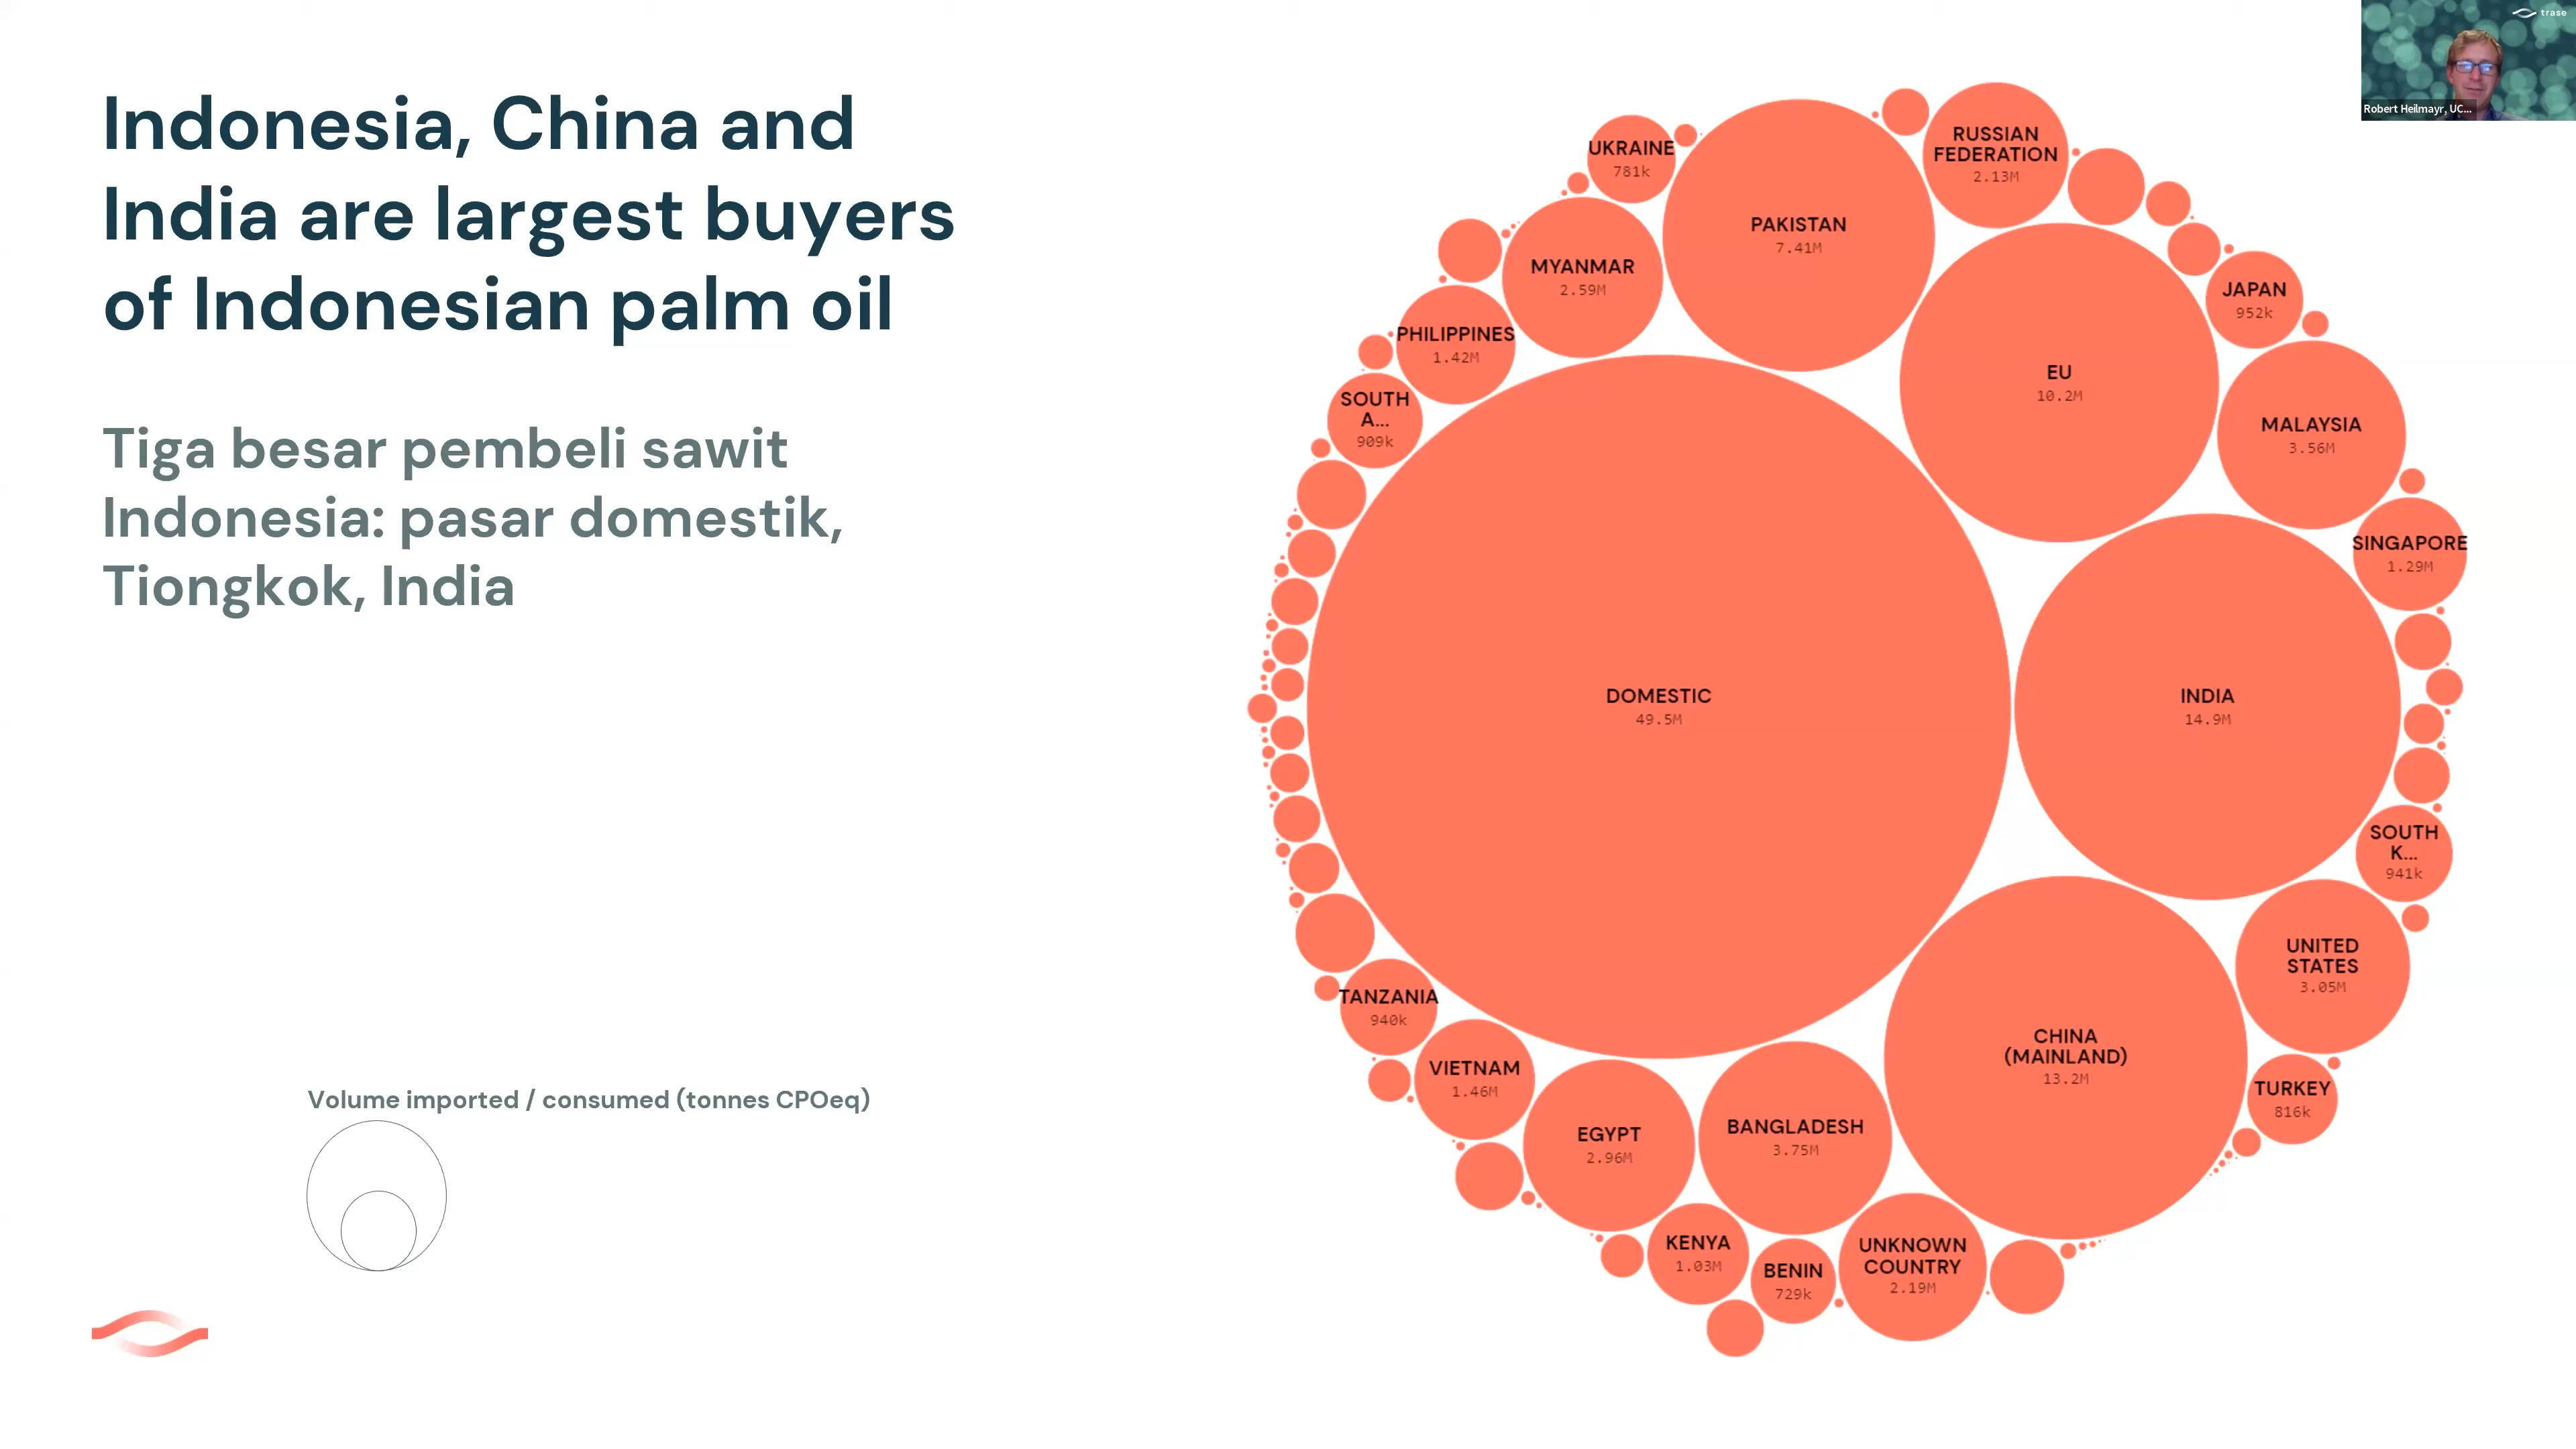 Indonesia, China and
India are largest buyers
of Indonesian palm oil
Tiga besar pembeli sawit
Indonesia: pasar domestik,
Tiongkok, India
Volume imported / consumed (tonnes CPOeq)
trase
Robert Heilmayr, UC...
UKRAINE
781k
PAKISTAN
7.41M
RUSSIAN
FEDERATION
2.13M
MYANMAR
2.59M
JAPAN
952k
PHILIPPINES
1.42M
EU
10.2M
SOUTH
A...
909k
MALAYSIA
3.56M
SINGAPORE
1.29M
DOMESTIC
49.5M
INDIA
14.9M
SOUTH
K...
941k
UNITED
STATES
3.05M
TANZANIA
940k
CHINA
(MAINLAND)
13.2M
VIETNAM
1.46M
TURKEY
816k
EGYPT
2.96M
BANGLADESH
3.75M
KENYA
1.03M
BENIN
729k
UNKNOWN
COUNTRY
2.19M